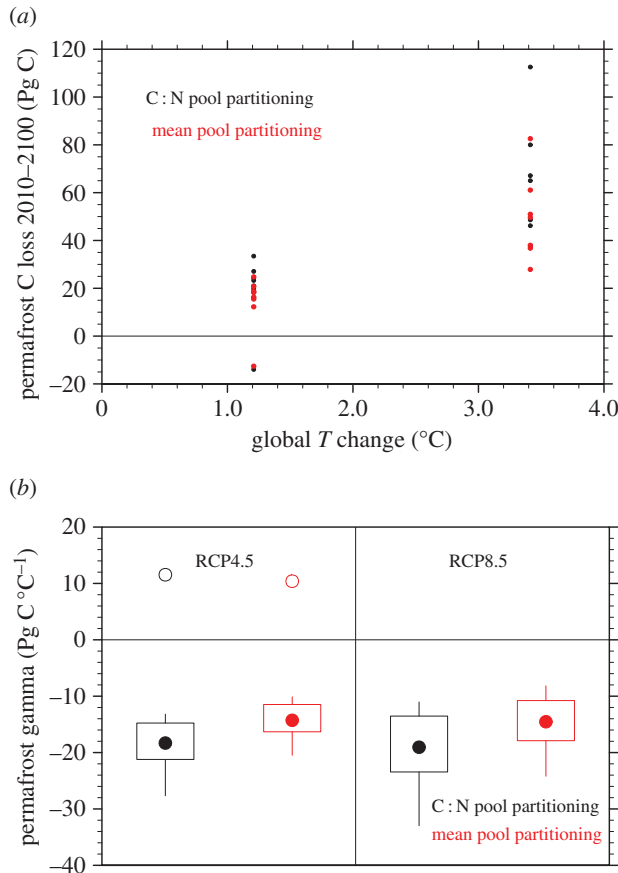 (a)
120
100
80
60
40
20
0
–20
permafrost C loss 2010–2100 (Pg C)
C : N pool partitioning
mean pool partitioning
0 1.0 2.0 3.0 4.0
global T change (°C)
(b)
20
10
0
–10
–20
–30
–40
permafrost gamma (Pg C °C–1)
RCP4.5 RCP8.5
C : N pool partitioning
mean pool partitioning